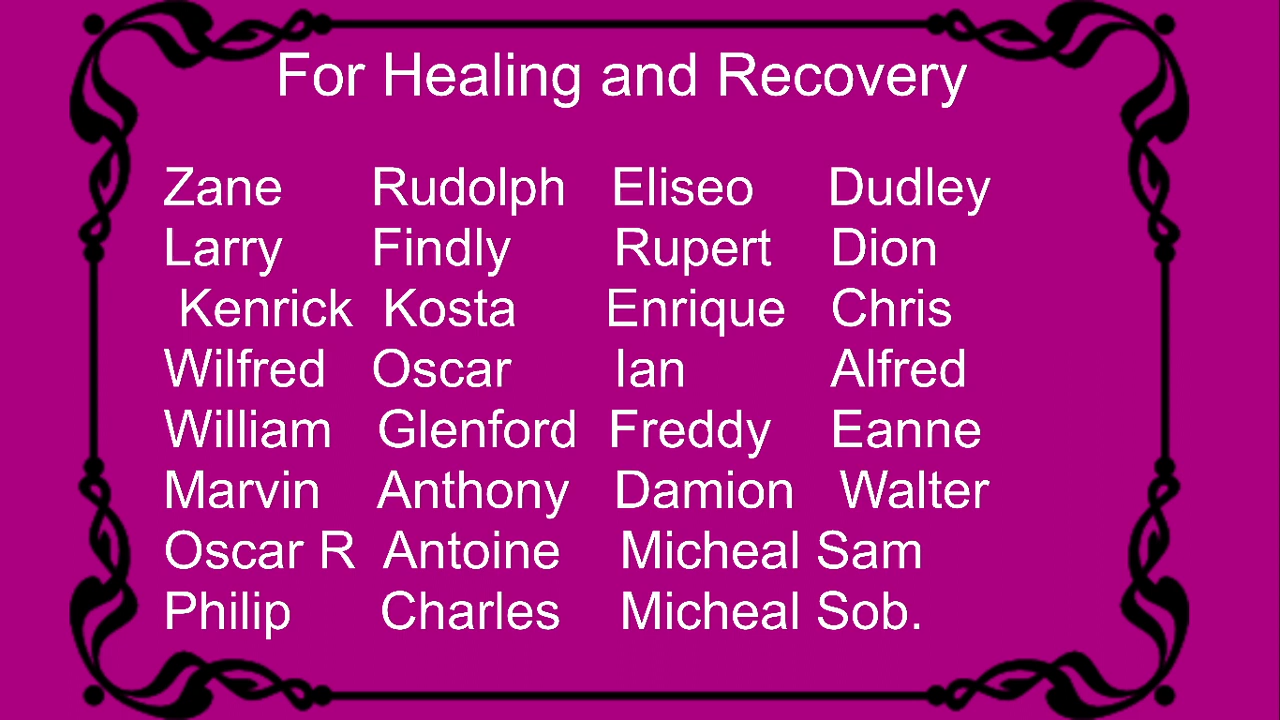 For Healing and Recovery
Zane Rudolph Eliseo Dudley
Larry Findly Rupert Dion
Kenrick Kosta Enrique Chris
Wilfred Oscar Ian Alfred
William Glenford Freddy Eanne
Marvin Anthony Damion Walter
Oscar R Antoine Micheal Sam
Philip Charles Micheal Sob.